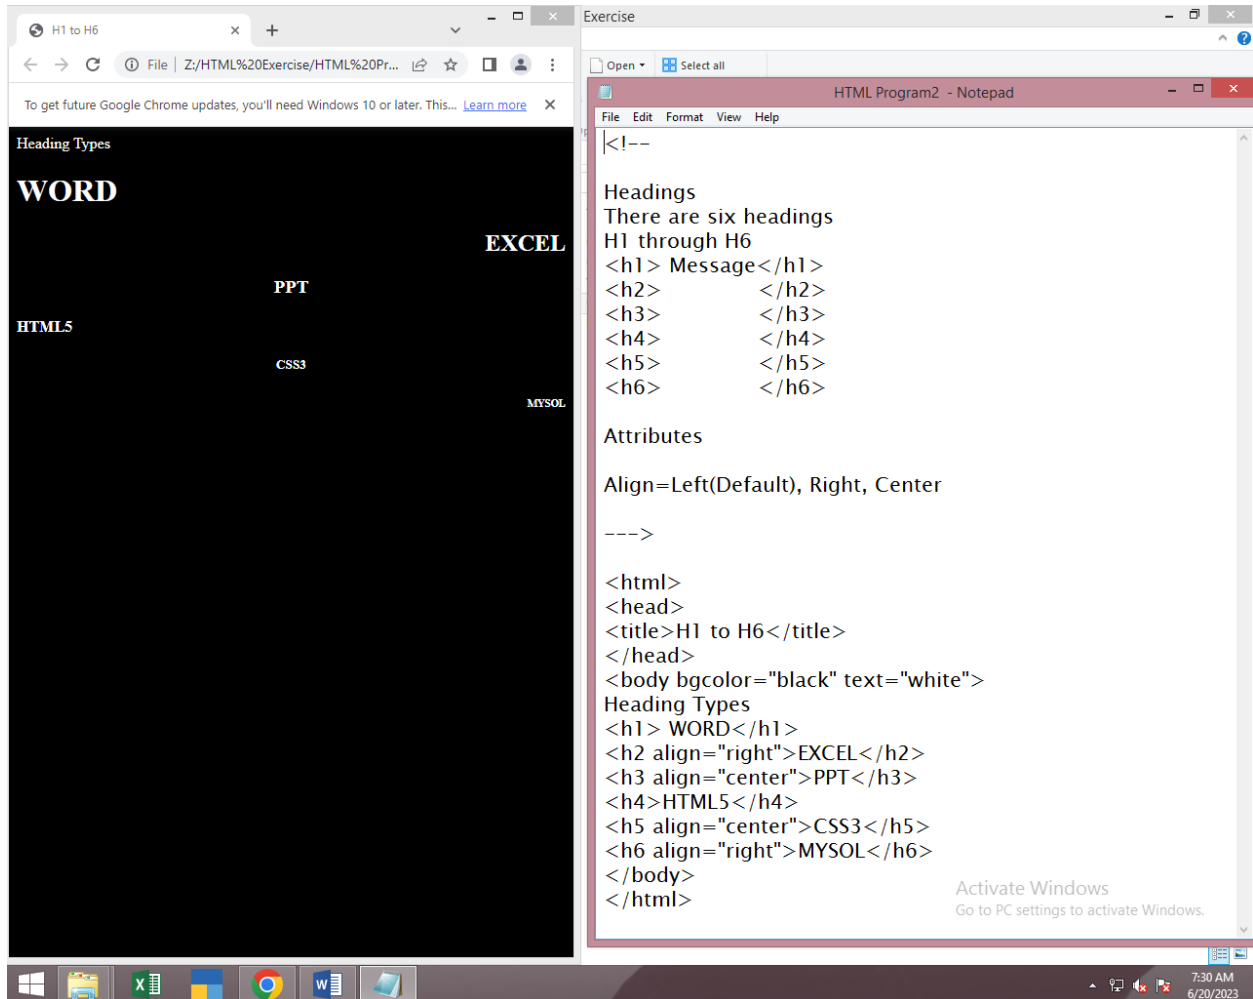 H1 to H6
File | Z:/HTML%20Exercise/HTML%20Pr...
To get future Google Chrome updates, you'll need Windows 10 or later. This... Learn more
Heading Types
WORD
EXCEL
PPT
HTML5
CSS3
MYSOL
Exercise
Open
Select all
HTML Program2 - Notepad
File Edit Format View Help
<!--
Headings
There are six headings
H1 through H6
<h1> Message</h1>
<h2> </h2>
<h3> </h3>
<h4> </h4>
<h5> </h5>
<h6> </h6>
Attributes
Align=Left(Default), Right, Center
--->
<html>
<head>
<title>H1 to H6</title>
</head>
<body bgcolor="black" text="white">
Heading Types
<h1> WORD</h1>
<h2 align="right">EXCEL</h2>
<h3 align="center">PPT</h3>
<h4>HTML5</h4>
<h5 align="center">CSS3</h5>
<h6 align="right">MYSOL</h6>
</body>
</html>
Activate Windows
Go to PC settings to activate Windows.
7:30 AM
6/20/2023